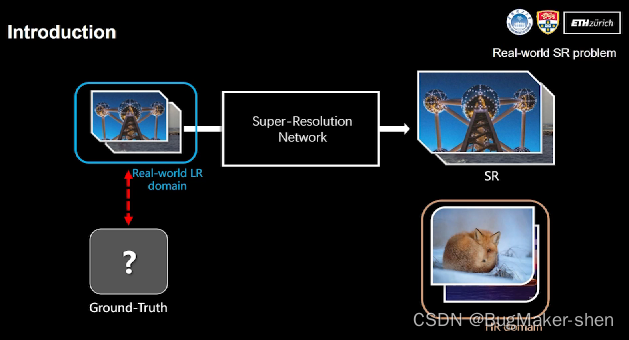 Introduction
ETHzürich
Real-world SR problem
Super-Resolution
Network
Real-world LR
domain
SR
?
Ground-Truth
CSDN @BugMaker-shen
HR domain